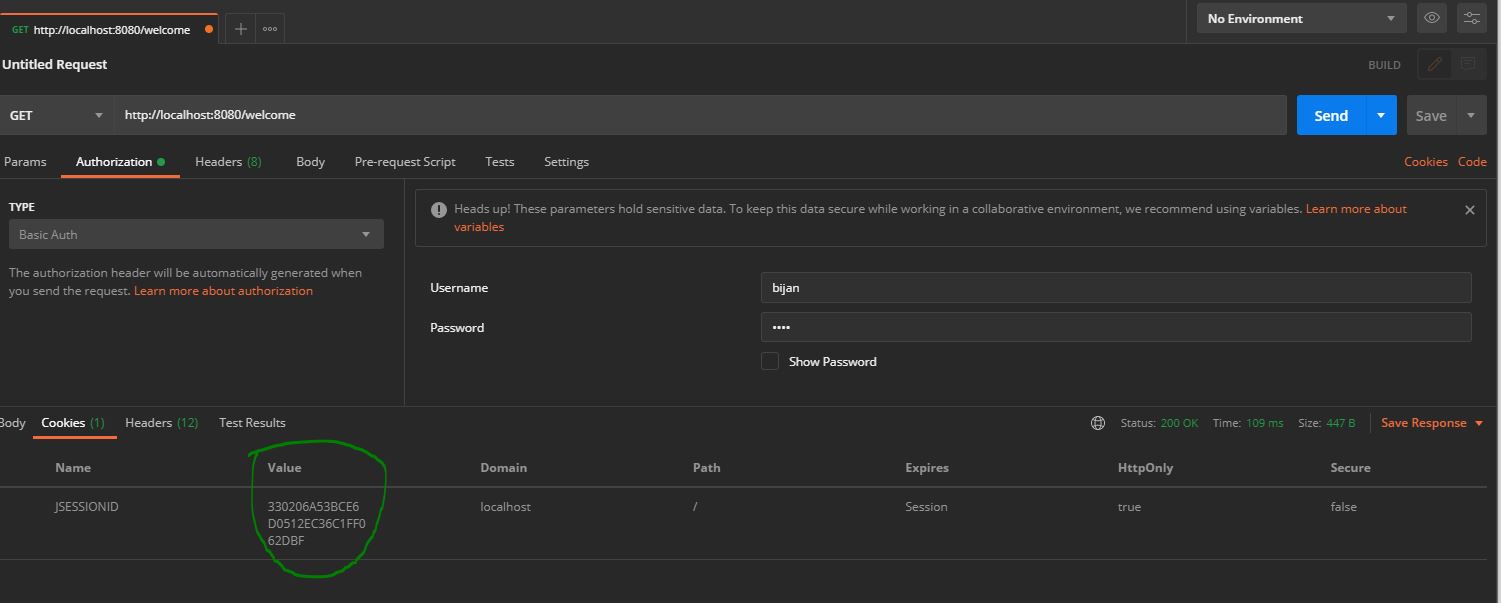 GET http://localhost:8080/welcome
No Environment
Untitled Request
BUILD
GET http://localhost:8080/welcome Send Save
Params Authorization Headers (8) Body Pre-request Script Tests Settings Cookies Code
TYPE
Basic Auth
The authorization header will be automatically generated when
you send the request. Learn more about authorization
Heads up! These parameters hold sensitive data. To keep this data secure while working in a collaborative environment, we recommend using variables. Learn more about
variables
Username bijan
Password ••••
Show Password
Body Cookies (1) Headers (12) Test Results Status: 200 OK Time: 109 ms Size: 447 B Save Response
Name Value Domain Path Expires HttpOnly Secure
JSESSIONID 330206A53BCE6 localhost / Session true false
D0512EC36C1FF0
62DBF